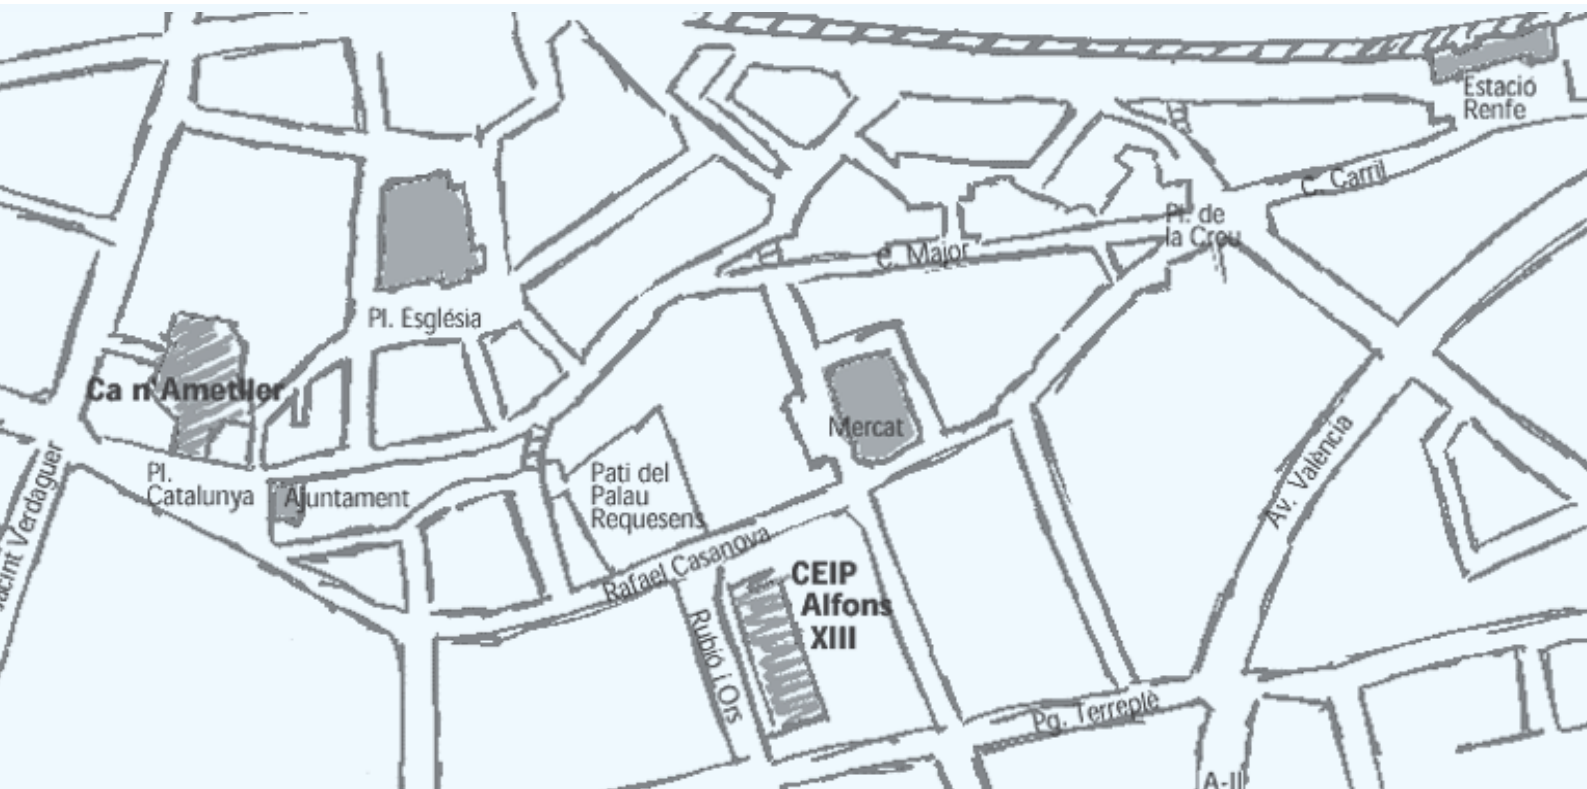 Estació
Renfe
C. Carril
Pl. de
la Creu
C. Major
Pl. Església
Ca n'Ametller
Mercat
Av. València
Pl.
Catalunya
Ajuntament
Pati del
Palau
Requesens
Jacint Verdaguer
Rafael Casanova
CEIP
Alfons
XIII
Rubió i Ors
Pg. Terreplè
A-II